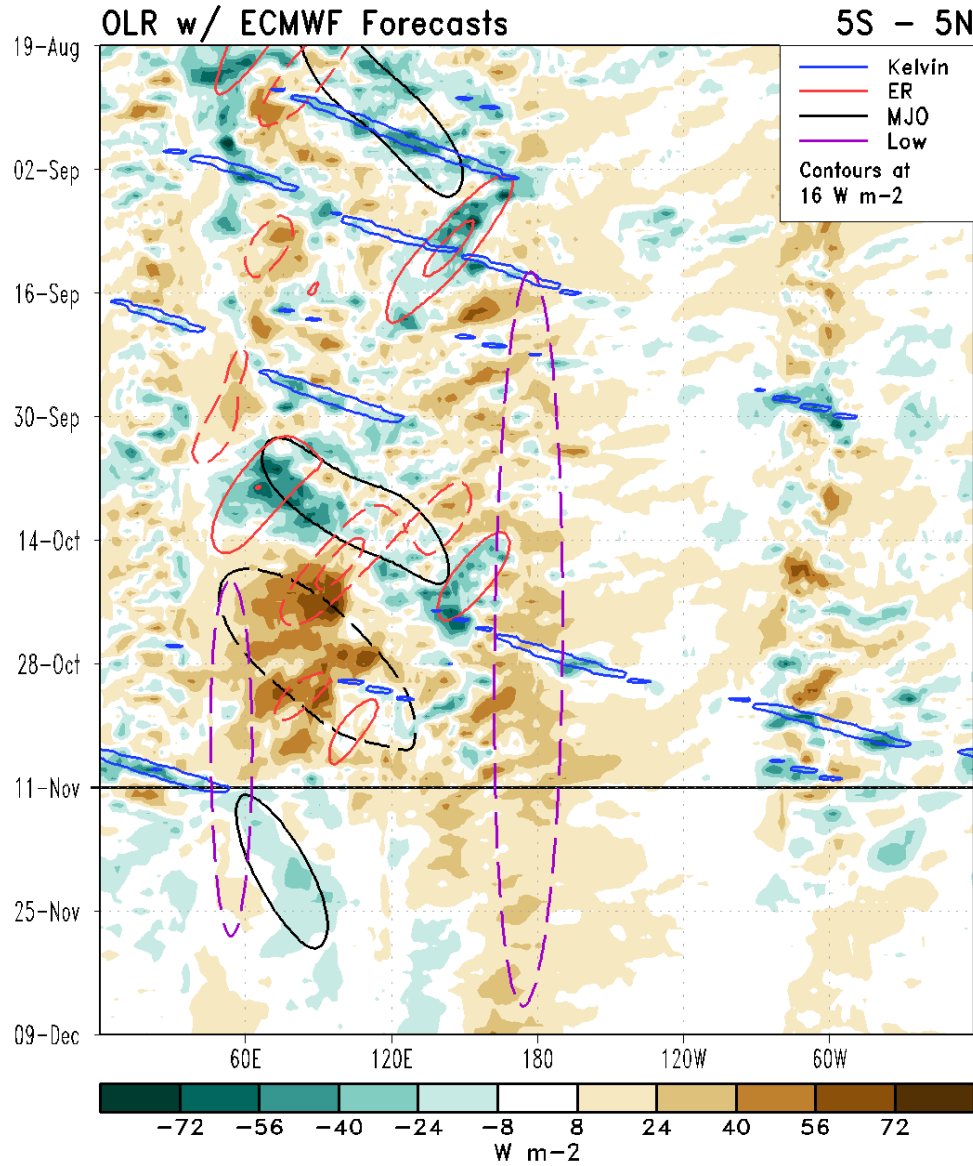 OLR w/ ECMWF Forecasts 5S - 5N
Kelvin
ER
MJO
Low
Contours at
16 W m-2
19-Aug
02-Sep
16-Sep
30-Sep
14-Oct
28-Oct
11-Nov
25-Nov
09-Dec
60E 120E 180 120W 60W
-72 -56 -40 -24 -8 8 24 40 56 72
W m-2